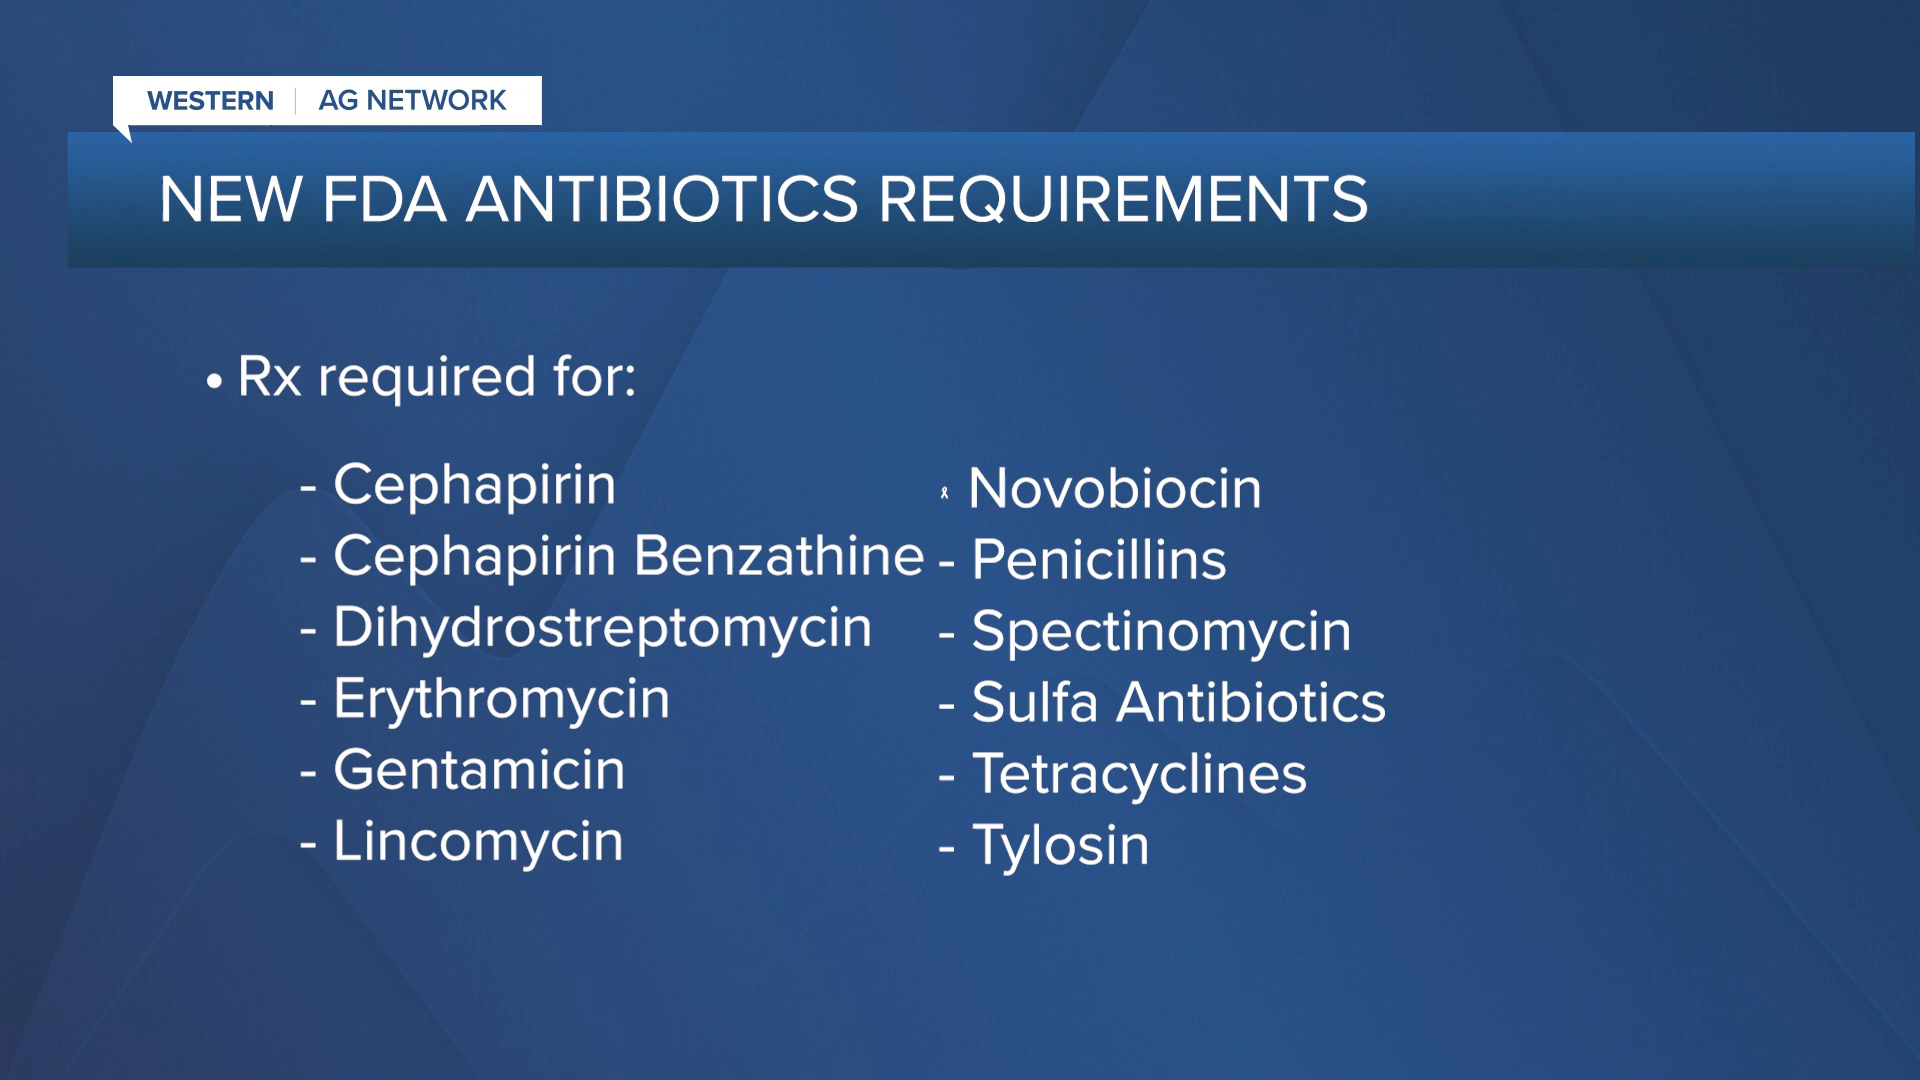 WESTERN | AG NETWORK
NEW FDA ANTIBIOTICS REQUIREMENTS
• Rx required for:
- Cephapirin
- Cephapirin Benzathine
- Dihydrostreptomycin
- Erythromycin
- Gentamicin
- Lincomycin
Novobiocin
- Penicillins
- Spectinomycin
- Sulfa Antibiotics
- Tetracyclines
- Tylosin